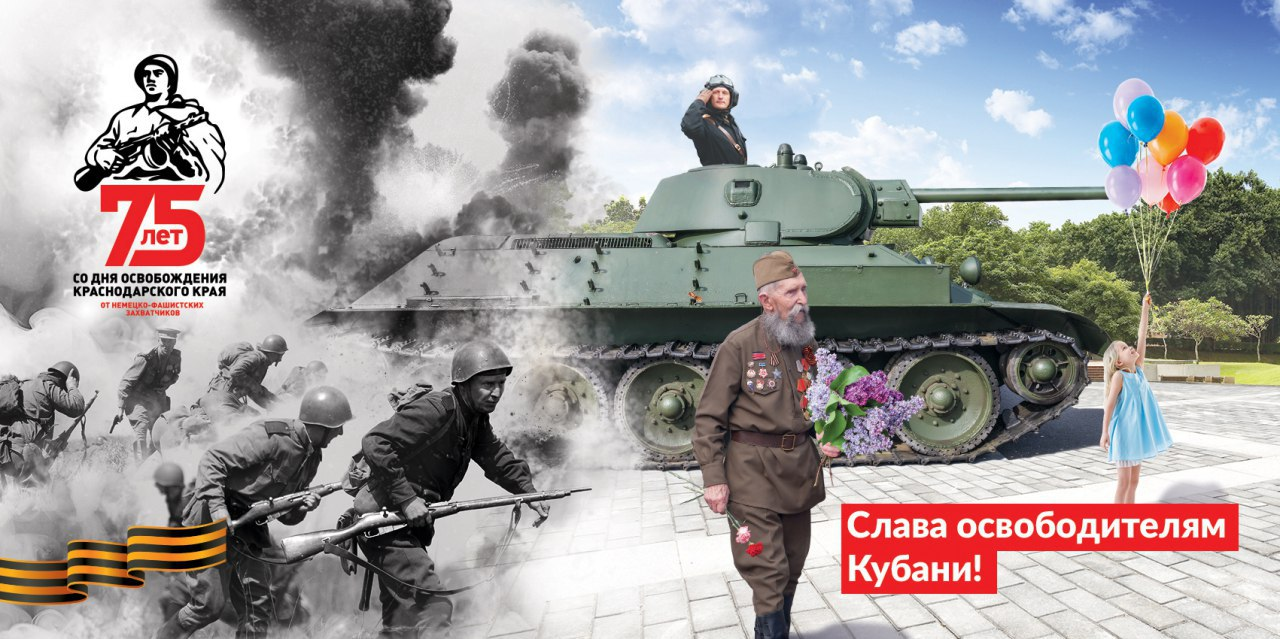 75
лет
СО ДНЯ ОСВОБОЖДЕНИЯ
КРАСНОДАРСКОГО КРАЯ
ОТ НЕМЕЦКО-ФАШИСТСКИХ
ЗАХВАТЧИКОВ
Слава освободителям
Кубани!